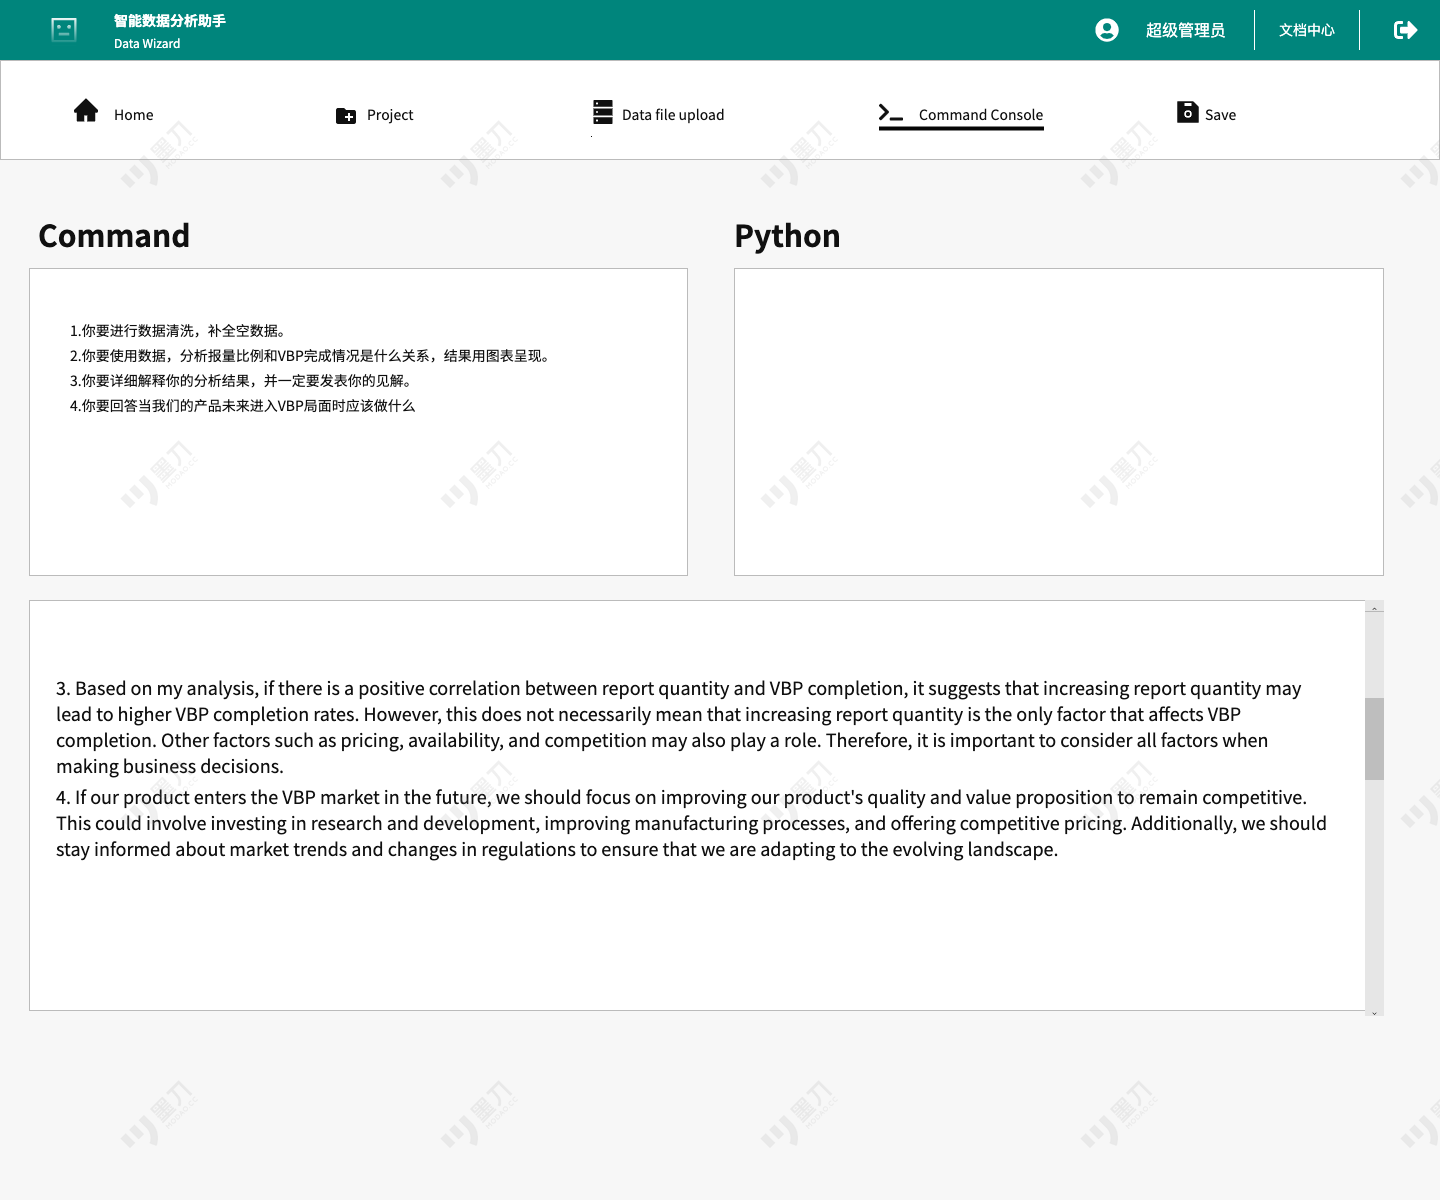 智能数据分析助手
Data Wizard
超级管理员
文档中心
Home
Project
Data file upload
Command Console
Save
Command
Python
1.你要进行数据清洗，补全空数据。
2.你要使用数据，分析报量比例和VBP完成情况是什么关系，结果用图表呈现。
3.你要详细解释你的分析结果，并一定要发表你的见解。
4.你要回答当我们的产品未来进入VBP局面时应该做什么
3. Based on my analysis, if there is a positive correlation between report quantity and VBP completion, it suggests that increasing report quantity may
lead to higher VBP completion rates. However, this does not necessarily mean that increasing report quantity is the only factor that affects VBP
completion. Other factors such as pricing, availability, and competition may also play a role. Therefore, it is important to consider all factors when
making business decisions.
4. If our product enters the VBP market in the future, we should focus on improving our product's quality and value proposition to remain competitive.
This could involve investing in research and development, improving manufacturing processes, and offering competitive pricing. Additionally, we should
stay informed about market trends and changes in regulations to ensure that we are adapting to the evolving landscape.
墨刀
MODAO.CC